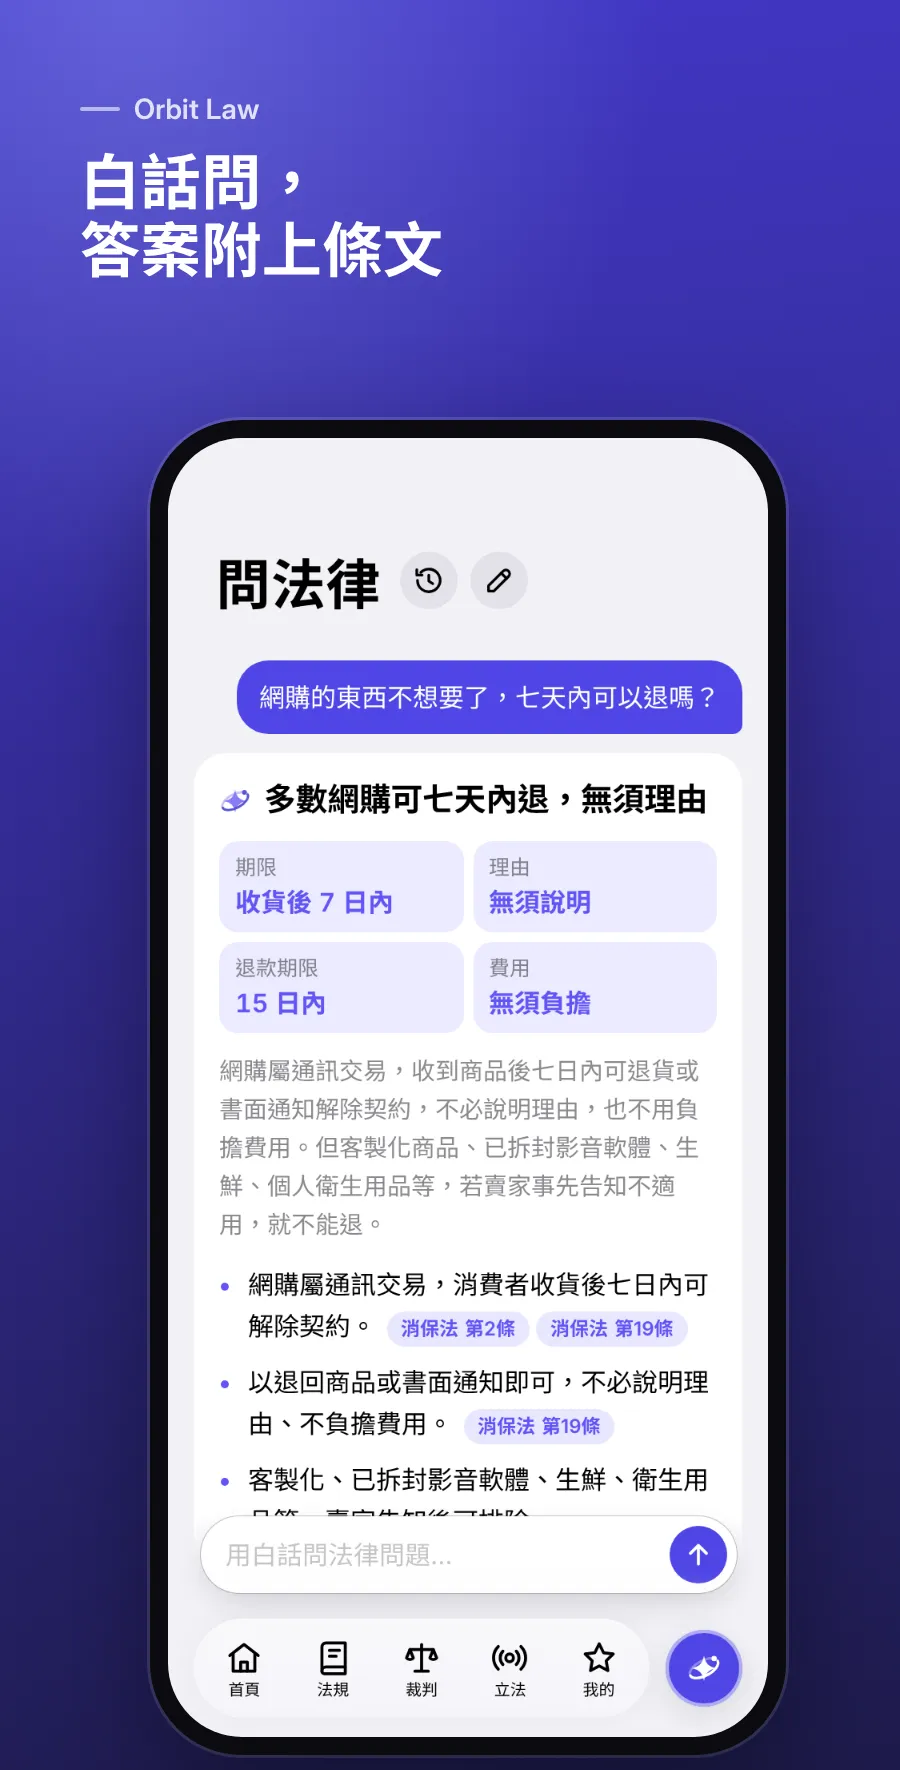 Orbit Law
白話問，
答案附上條文
問法律
網購的東西不想要了，七天內可以退嗎？
多數網購可七天內退，無須理由
期限
收貨後 7 日內
理由
無須說明
退款期限
15 日內
費用
無須負擔
網購屬通訊交易，收到商品後七日內可退貨或
書面通知解除契約，不必說明理由，也不用負
擔費用。但客製化商品、已拆封影音軟體、生
鮮、個人衛生用品等，若賣家事先告知不適
用，就不能退。
網購屬通訊交易，消費者收貨後七日內可
解除契約。 消保法 第2條 消保法 第19條
以退回商品或書面通知即可，不必說明理
由、不負擔費用。 消保法 第19條
客製化、已拆封影音軟體、生鮮、衛生用
用白話問法律問題...
首頁
法規
裁判
立法
我的